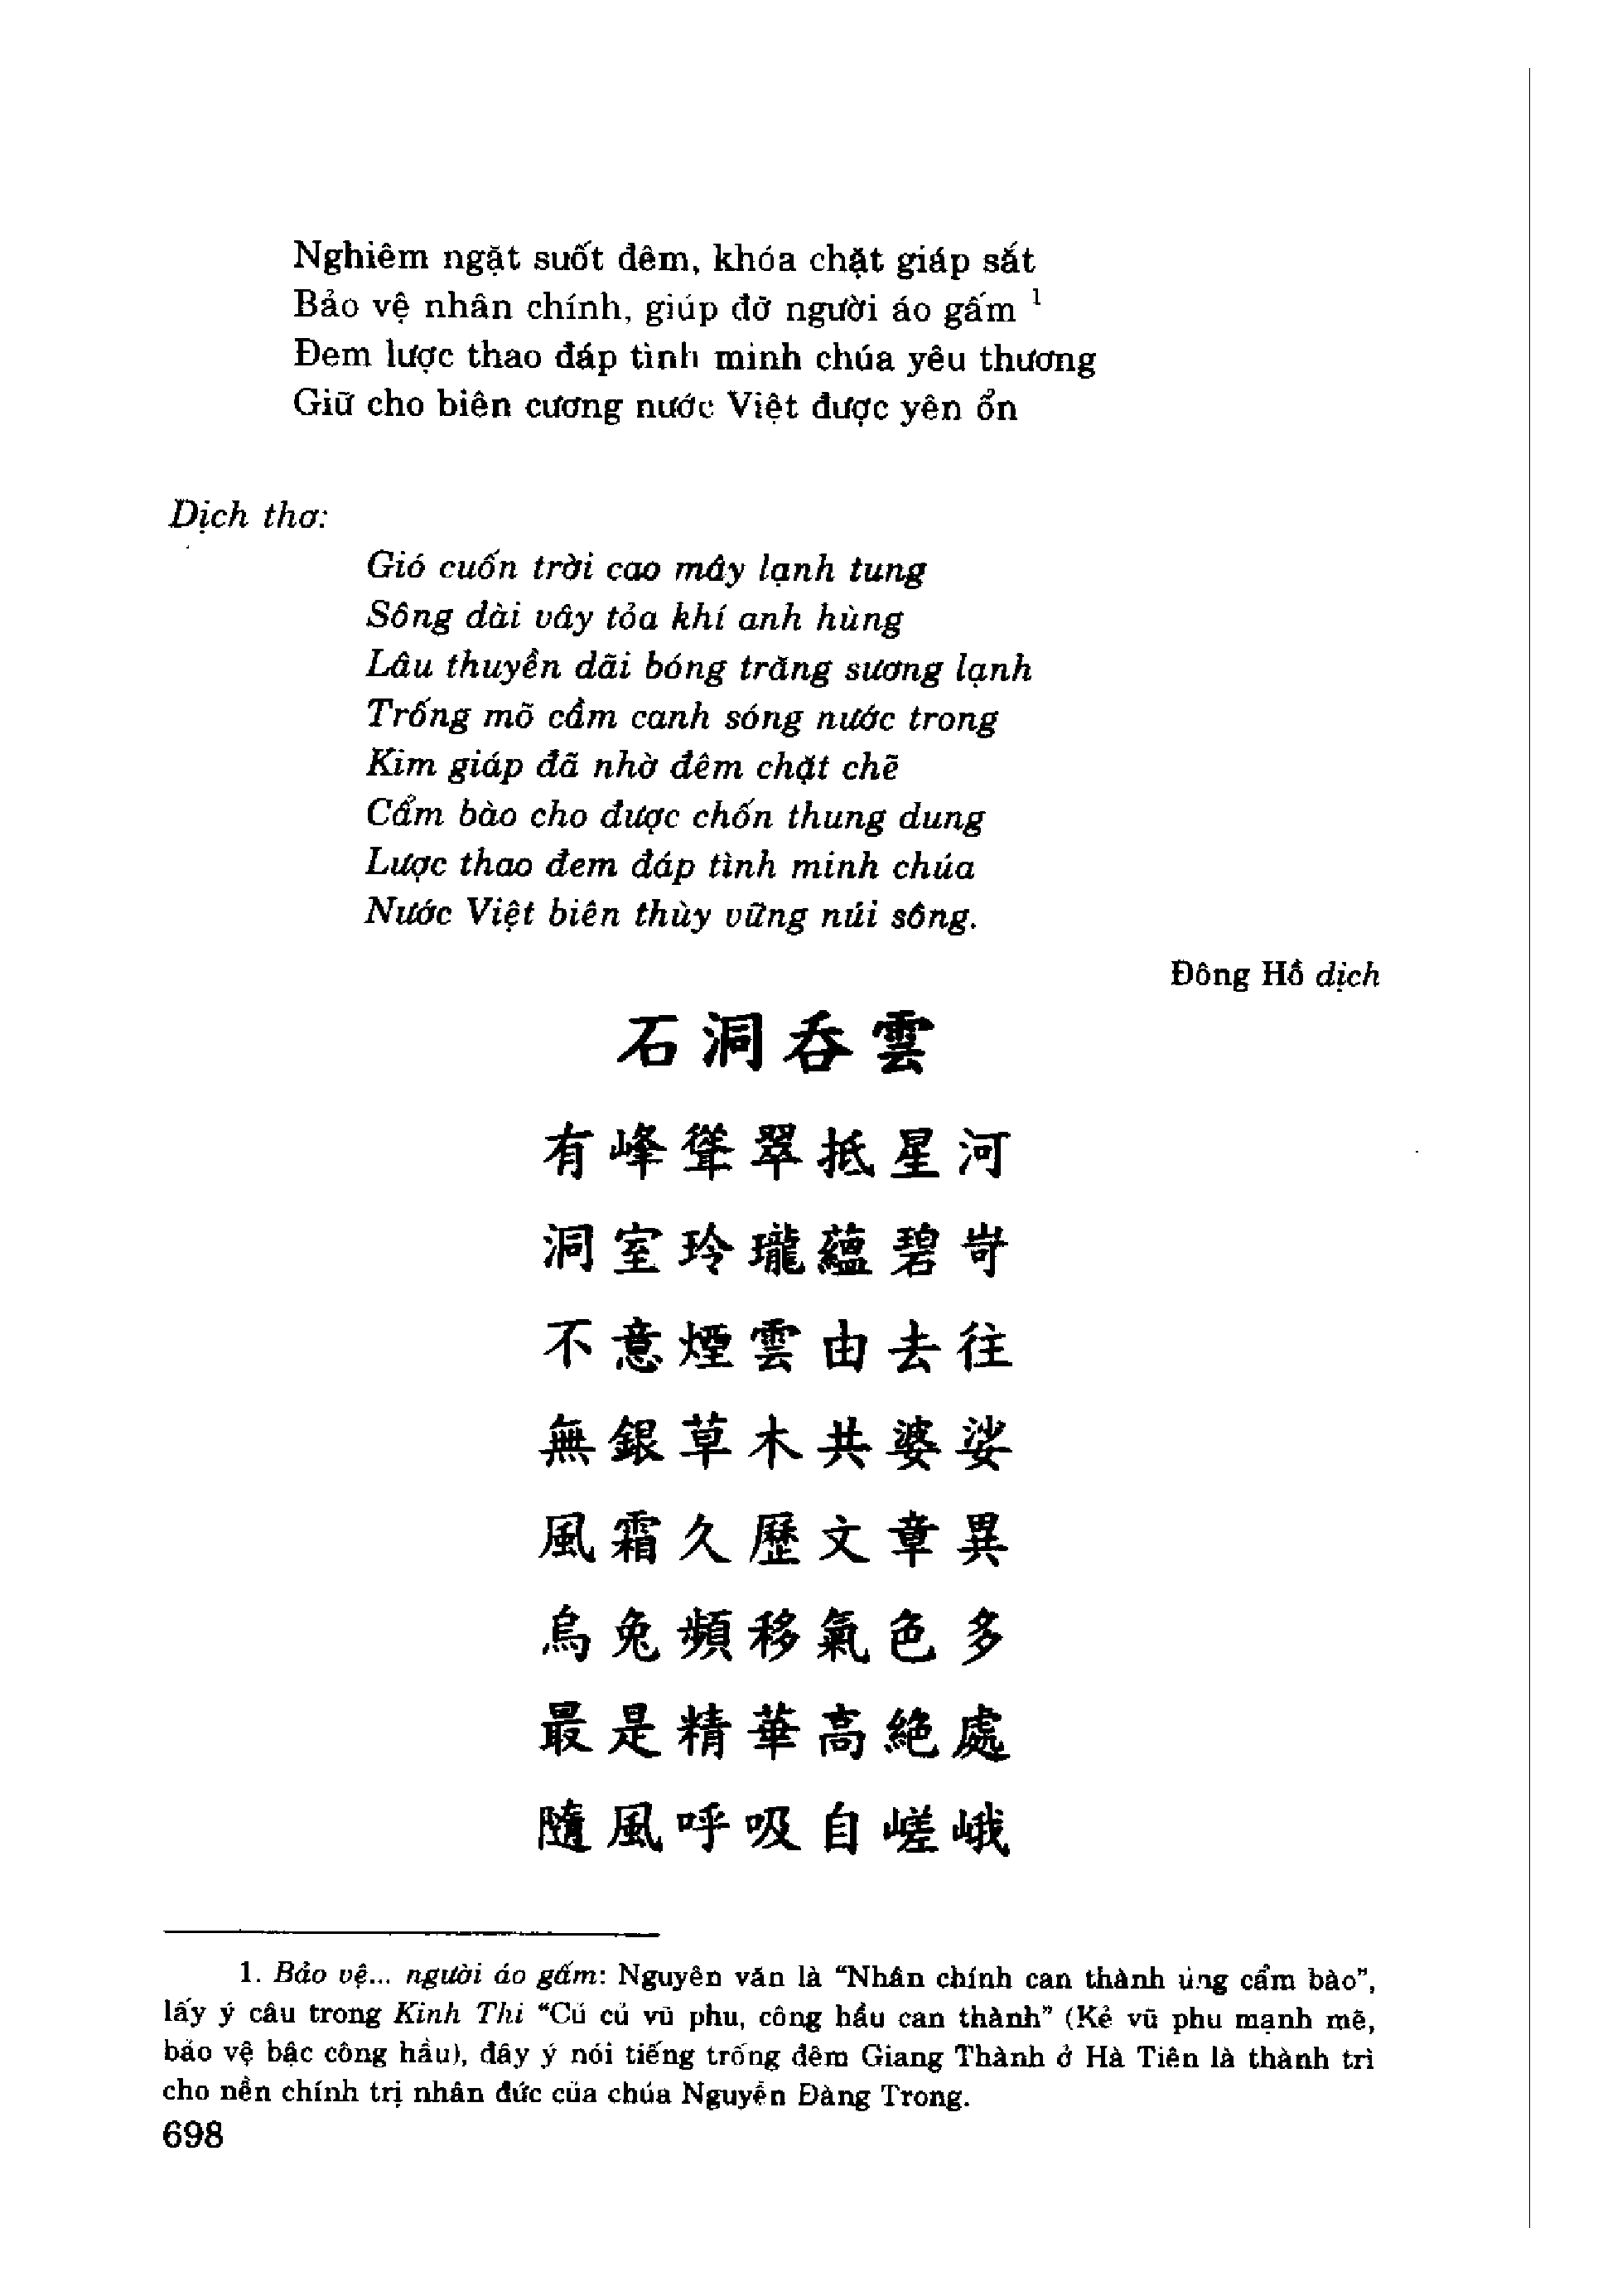 Nghiêm ngặt suốt đêm, khóa chặt giáp sắt
Bảo vệ nhân chính, giúp đỡ người áo gấm 1
Đem lược thao đáp tình minh chúa yêu thương
Giữ cho biên cương nước Việt được yên ổn
Dịch thơ:
Gió cuốn trời cao mây lạnh tung
Sông dài vây tỏa khí anh hùng
Lâu thuyền dãi bóng trăng sương lạnh
Trống mõ cầm canh sóng nước trong
Kim giáp đã nhờ đêm chặt chẽ
Cẩm bào cho được chốn thung dung
Lược thao đem đáp tình minh chúa
Nước Việt biên thùy vững núi sông.
Đông Hồ dịch
石洞吞雲
有峰聳翠抵星河
洞室玲瓏蘊碧岢
不意煙雲由去往
無銀草木共婆娑
風霜久歷文章異
烏兔頻移氣色多
最是精華高絕處
隨風呼吸自嵯峨
1. Bảo vệ... người áo gấm: Nguyên văn là “Nhân chính can thành ủng cẩm bào”,
lấy ý câu trong Kinh Thi “Củ củ vũ phu, công hầu can thành” (Kẻ vũ phu mạnh mẽ,
bảo vệ bậc công hầu), đây ý nói tiếng trống đêm Giang Thành ở Hà Tiên là thành trì
cho nền chính trị nhân đức của chúa Nguyễn Đàng Trong.
698